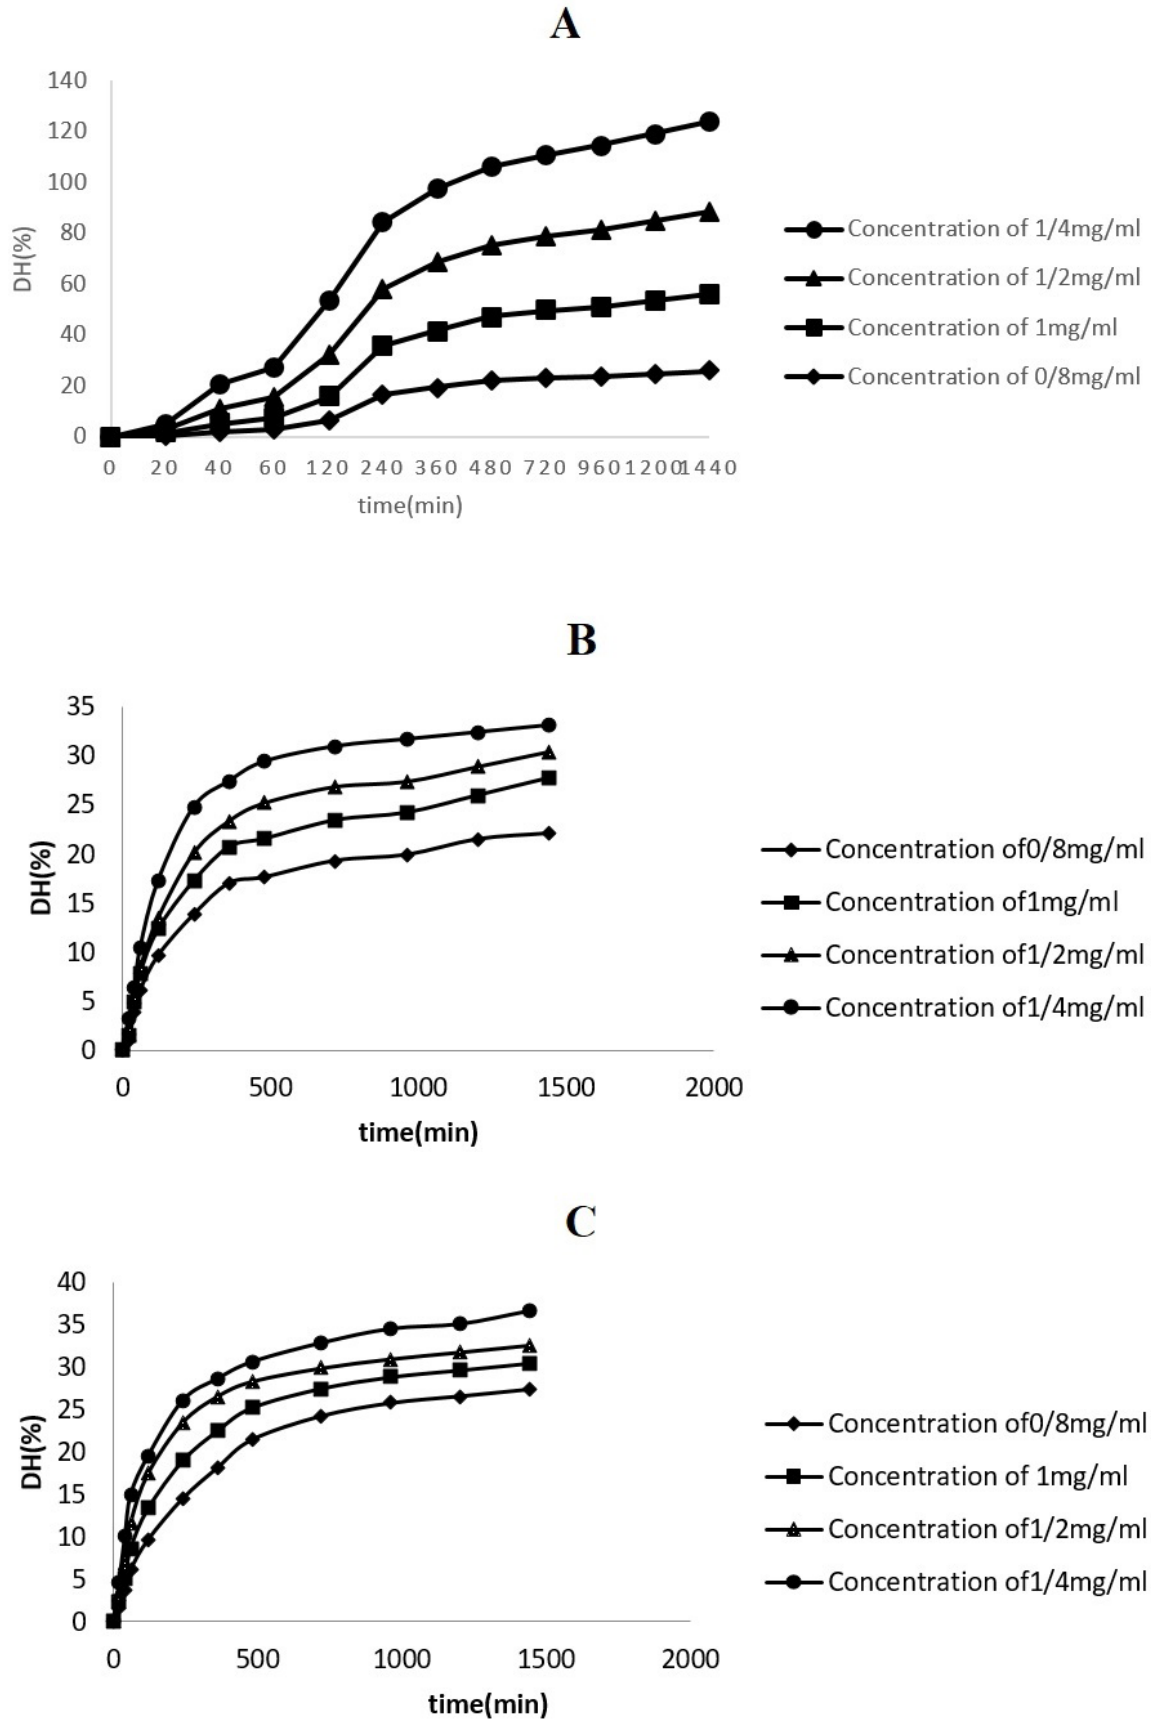 A
140
120
100
80
60
40
20
0
DH(%)
0 20 40 60 120 240 360 480 720 960 1200 1440
time(min)
Concentration of 1/4mg/ml
Concentration of 1/2mg/ml
Concentration of 1mg/ml
Concentration of 0/8mg/ml
B
35
30
25
20
15
10
5
0
DH(%)
0 500 1000 1500 2000
time(min)
Concentration of0/8mg/ml
Concentration of1mg/ml
Concentration of1/2mg/ml
Concentration of1/4mg/ml
C
40
35
30
25
20
15
10
5
0
DH(%)
0 500 1000 1500 2000
time(min)
Concentration of0/8mg/ml
Concentration of 1mg/ml
Concentration of1/2mg/ml
Concentration of1/4mg/ml